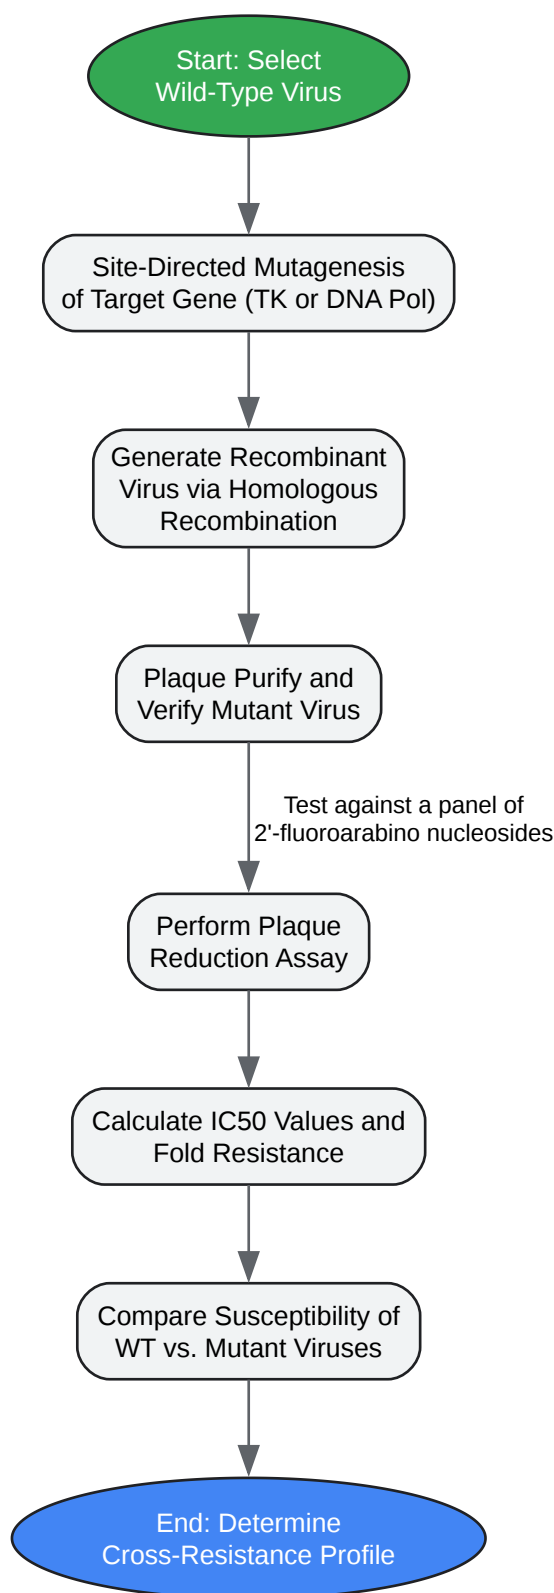 Start: Select
Wild-Type Virus
Site-Directed Mutagenesis
of Target Gene (TK or DNA Pol)
Generate Recombinant
Virus via Homologous
Recombination
Plaque Purify and
Verify Mutant Virus
Test against a panel of
2'-fluoroarabino nucleosides
Perform Plaque
Reduction Assay
Calculate IC50 Values and
Fold Resistance
Compare Susceptibility of
WT vs. Mutant Viruses
End: Determine
Cross-Resistance Profile